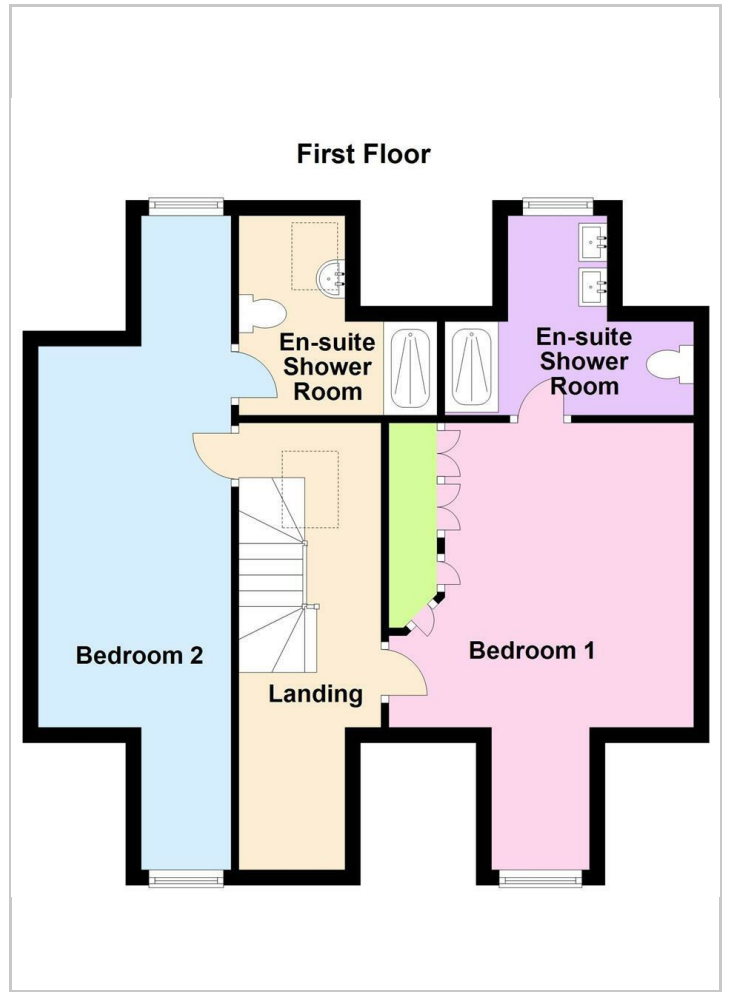 First Floor
En-suite
Shower
Room
En-suite
Shower
Room
Bedroom 2
Landing
Bedroom 1